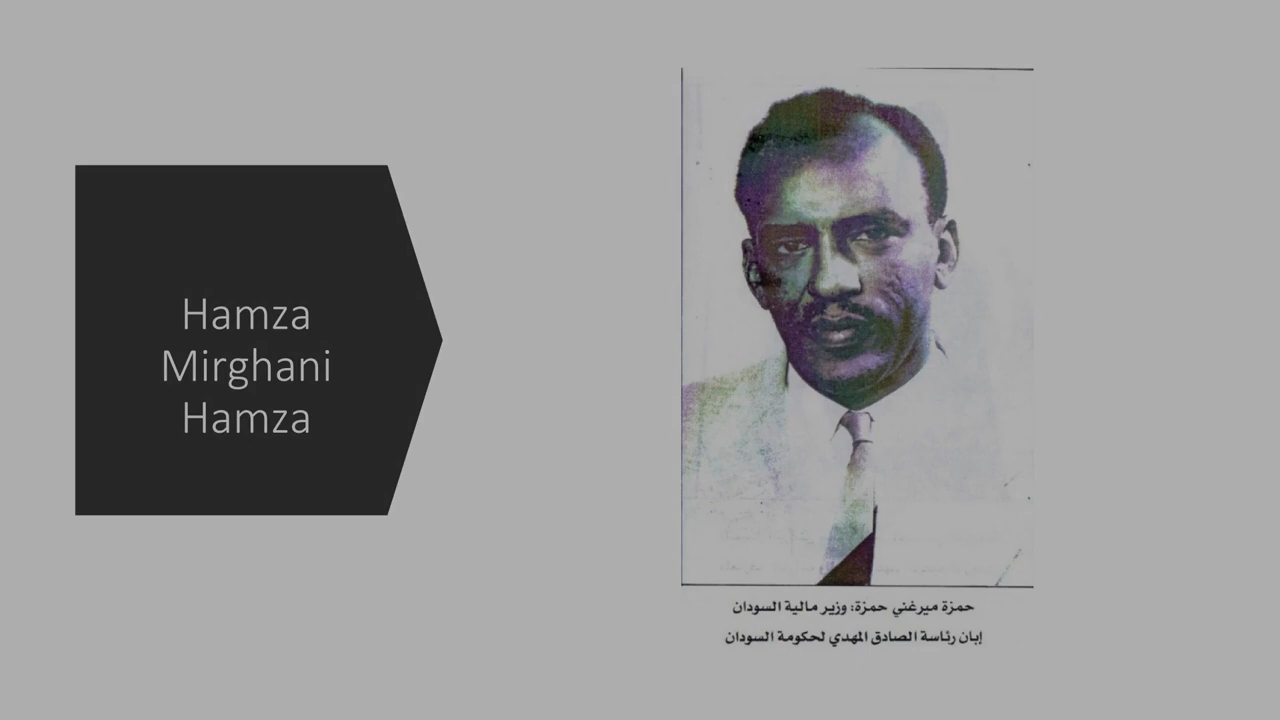 Hamza
Mirghani
Hamza
حمزة ميرغني حمزة: وزير مالية السودان
إبان رئاسة الصادق المهدي لحكومة السودان